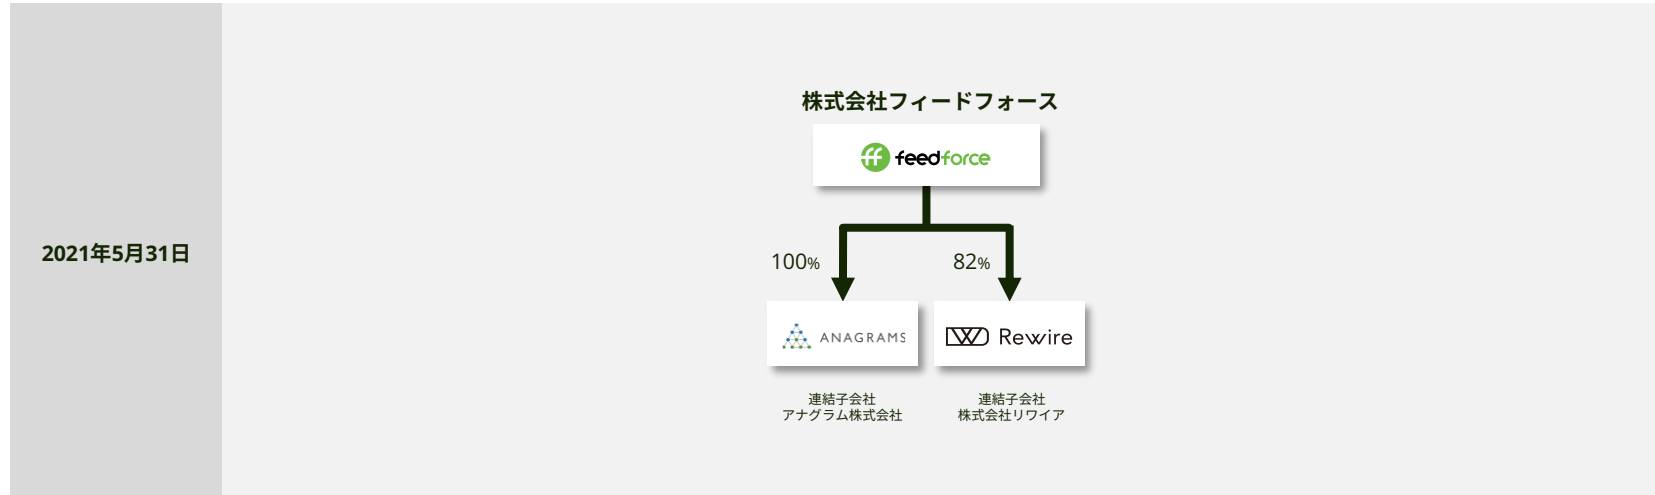 株式会社フィードフォース
ff feedforce
2021年5月31日
100%
82%
ANAGRAMS
Rewire
連結子会社
アナグラム株式会社
連結子会社
株式会社リワイア